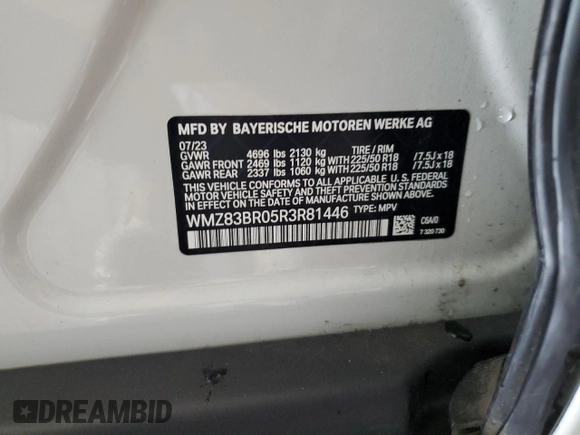 MFD BY BAYERISCHE MOTOREN WERKE AG
07/23 TIRE / RIM
GVWR 4696 lbs 2130 kg
GAWR FRONT 2469 lbs 1120 kg WITH 225/50 R18 /7.5J x 18
GAWR REAR 2337 lbs 1060 kg WITH 225/50 R18 /7.5J x 18
THIS VEHICLE CONFORMS TO ALL APPLICABLE U. S. FEDERAL
MOTOR VEHICLE SAFETY AND THEFT PREVENTION STANDARDS
IN EFFECT ON THE DATE OF MANUFACTURE SHOWN ABOVE.
WMZ83BR05R3R81446 TYPE: MPV
C6A/0
7 320 730
DREAMBID